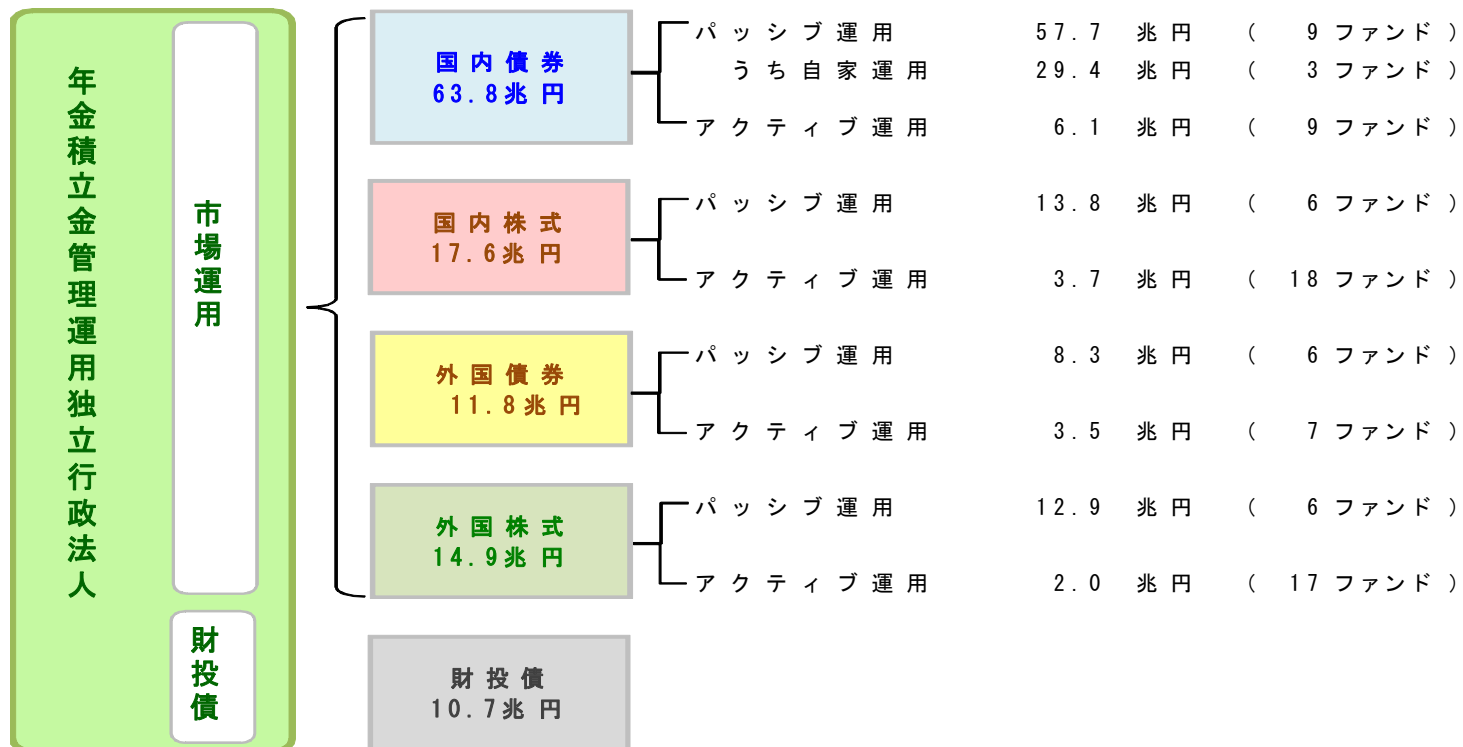 年金積立金管理運用独立行政法人
市場運用
財投債
国内債券
63.8兆円
パッシブ運用 57.7 兆円 ( 9 ファンド )
うち自家運用 29.4 兆円 ( 3 ファンド )
アクティブ運用 6.1 兆円 ( 9 ファンド )
国内株式
17.6兆円
パッシブ運用 13.8 兆円 ( 6 ファンド )
アクティブ運用 3.7 兆円 ( 18 ファンド )
外国債券
11.8兆円
パッシブ運用 8.3 兆円 ( 6 ファンド )
アクティブ運用 3.5 兆円 ( 7 ファンド )
外国株式
14.9兆円
パッシブ運用 12.9 兆円 ( 6 ファンド )
アクティブ運用 2.0 兆円 ( 17 ファンド )
財投債
10.7兆円